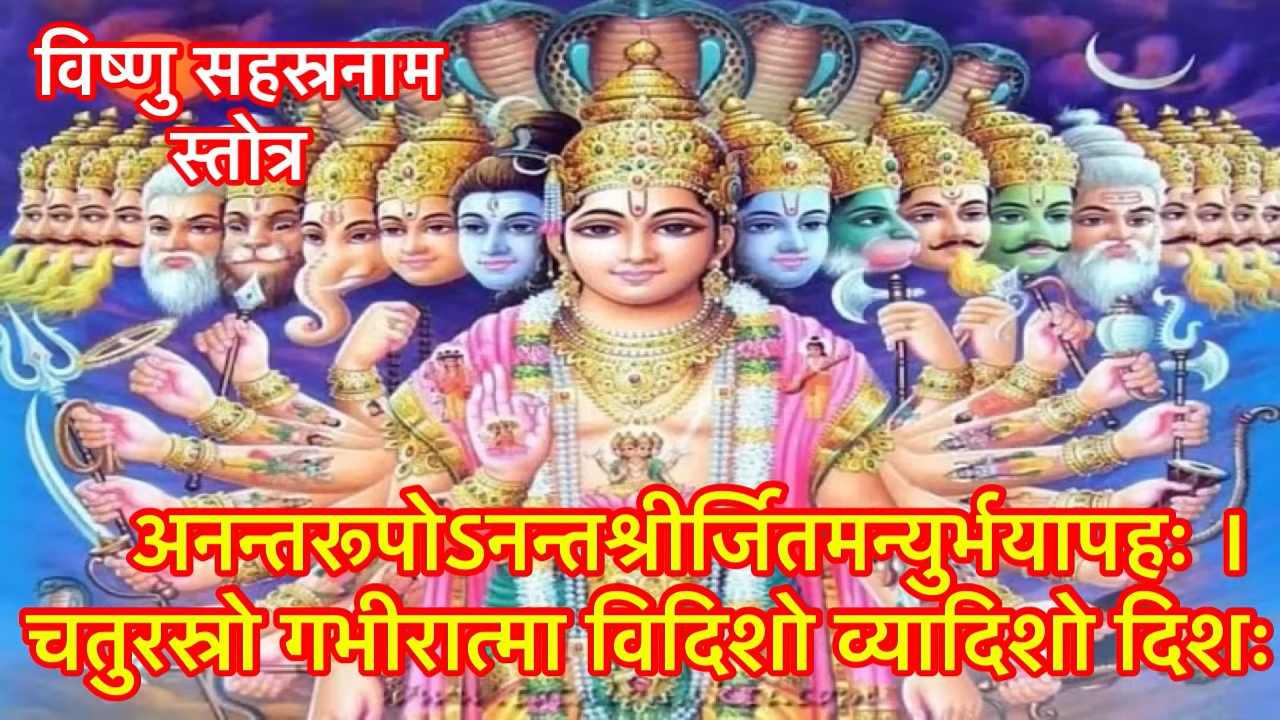 विष्णु सहस्रनाम
स्तोत्र
अनन्तरूपोऽनन्तश्रीर्जितमन्युर्भयापहः ।
चतुरस्रो गभीरात्मा विदिशो व्यादिशो दिशः